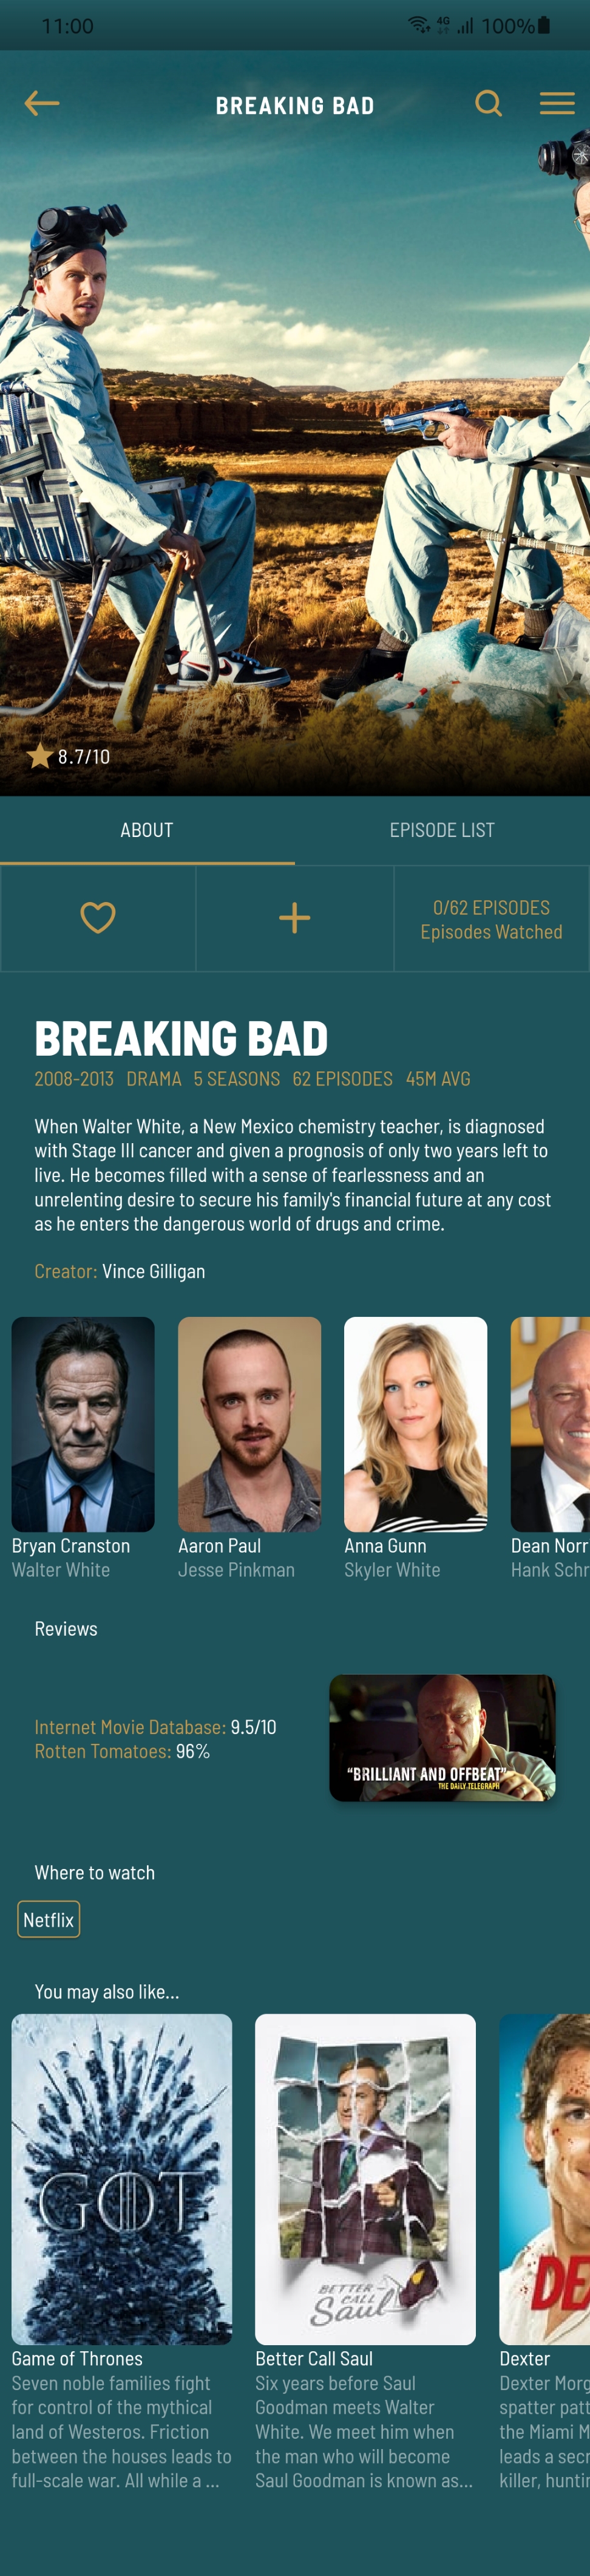 11:00
4G
100%
BREAKING BAD
8.7/10
ABOUT
EPISODE LIST
0/62 EPISODES
Episodes Watched
BREAKING BAD
2008-2013 DRAMA 5 SEASONS 62 EPISODES 45M AVG
When Walter White, a New Mexico chemistry teacher, is diagnosed
with Stage III cancer and given a prognosis of only two years left to
live. He becomes filled with a sense of fearlessness and an
unrelenting desire to secure his family's financial future at any cost
as he enters the dangerous world of drugs and crime.
Creator: Vince Gilligan
Bryan Cranston
Walter White
Aaron Paul
Jesse Pinkman
Anna Gunn
Skyler White
Dean Norr
Hank Schr
Reviews
Internet Movie Database: 9.5/10
Rotten Tomatoes: 96%
“BRILLIANT AND OFFBEAT”
THE DAILY TELEGRAPH
Where to watch
Netflix
You may also like...
GOT
BETTER
CALL
Saul
DE
Game of Thrones
Seven noble families fight
for control of the mythical
land of Westeros. Friction
between the houses leads to
full-scale war. All while a ...
Better Call Saul
Six years before Saul
Goodman meets Walter
White. We meet him when
the man who will become
Saul Goodman is known as...
Dexter
Dexter Morg
spatter patt
the Miami M
leads a secr
killer, huntin